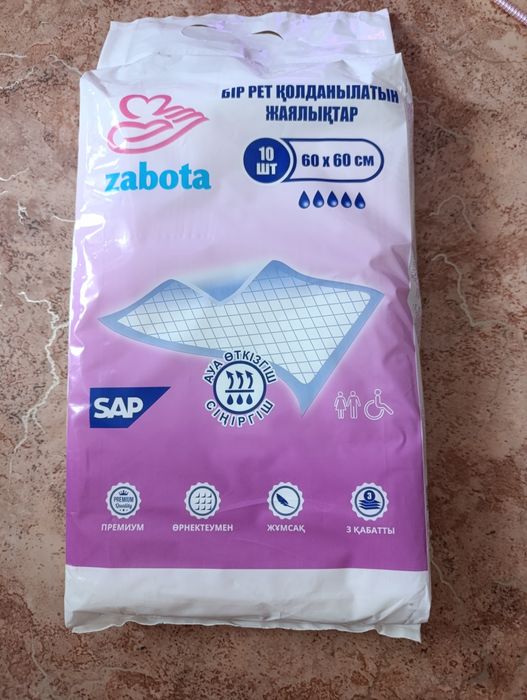 БІР РЕТ ҚОЛДАНЫЛАТЫН
ЖАЯЛЫҚТАР
zabota
10
ШТ
60 x 60 см
АУА ӨТКІЗГІШ
СІҢІРГІШ
SAP
PREMIUM
Quality
3
ПРЕМИУМ
ӨРНЕКТЕУМЕН
ЖҰМСАҚ
3 ҚАБАТТЫ